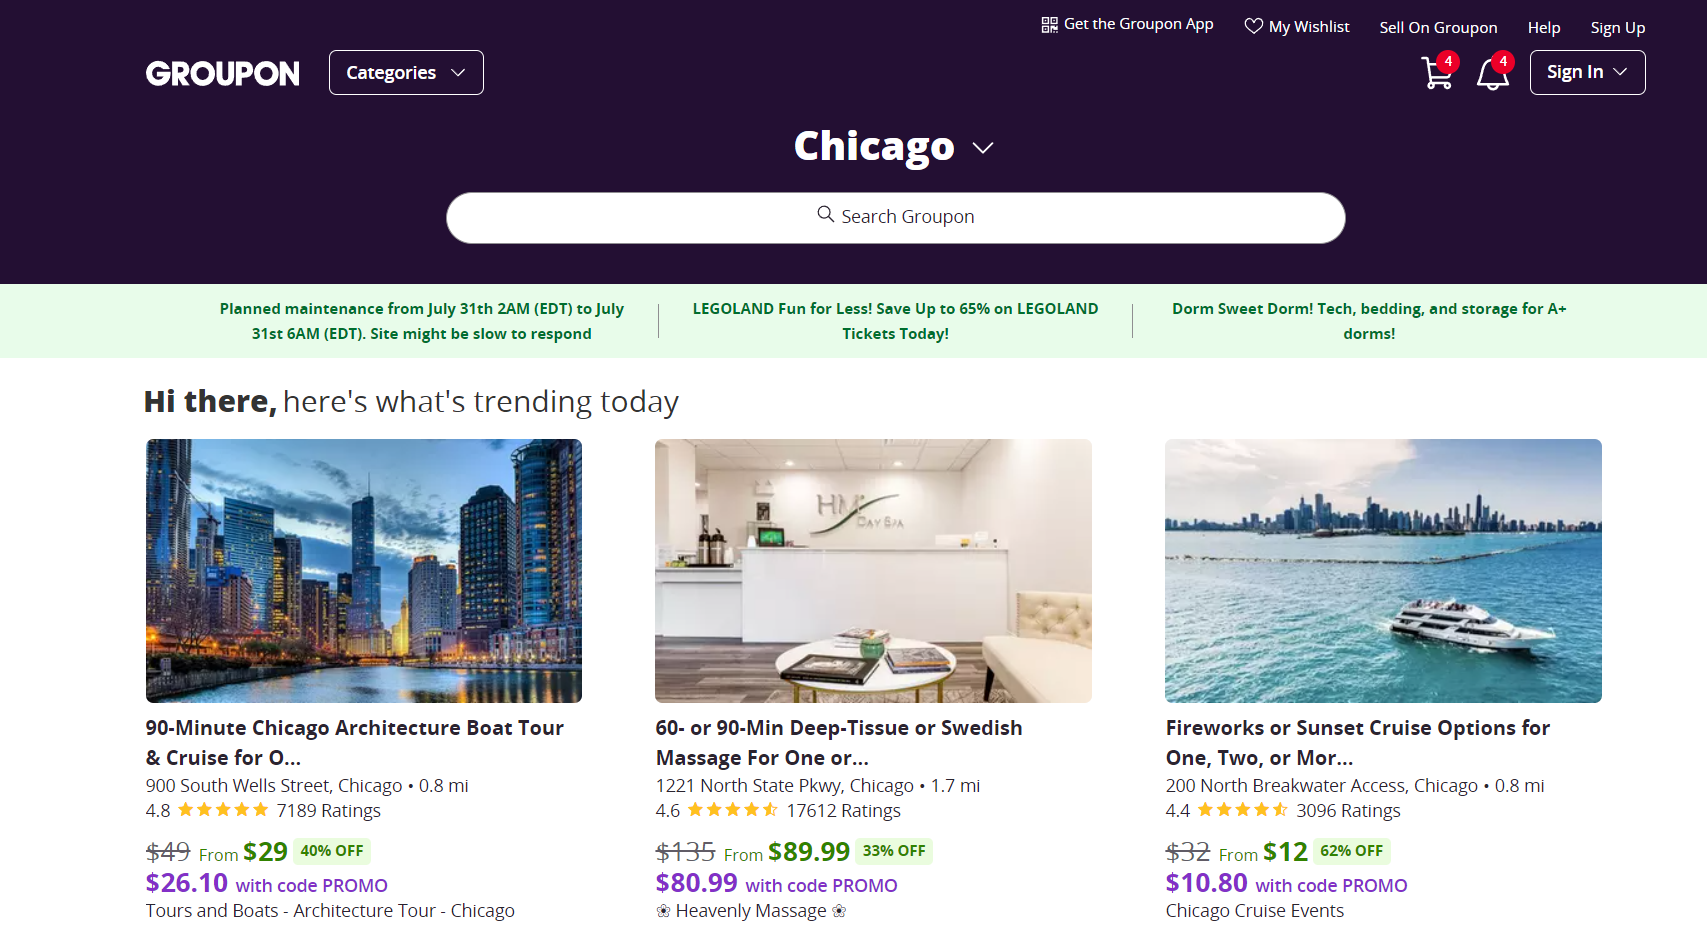 Get the Groupon App
My Wishlist
Sell On Groupon
Help
Sign Up
GROUPON
Categories
4
4
Sign In
Chicago
Search Groupon
Planned maintenance from July 31th 2AM (EDT) to July
31st 6AM (EDT). Site might be slow to respond
LEGOLAND Fun for Less! Save Up to 65% on LEGOLAND
Tickets Today!
Dorm Sweet Dorm! Tech, bedding, and storage for A+
dorms!
Hi there, here's what's trending today
HM
DAY SPA
90-Minute Chicago Architecture Boat Tour
& Cruise for O...
900 South Wells Street, Chicago • 0.8 mi
4.8 ★★★★★ 7189 Ratings
$49 From $29 40% OFF
$26.10 with code PROMO
Tours and Boats - Architecture Tour - Chicago
60- or 90-Min Deep-Tissue or Swedish
Massage For One or...
1221 North State Pkwy, Chicago • 1.7 mi
4.6 17612 Ratings
$135 From $89.99 33% OFF
$80.99 with code PROMO
❀ Heavenly Massage ❀
Fireworks or Sunset Cruise Options for
One, Two, or Mor...
200 North Breakwater Access, Chicago • 0.8 mi
4.4 3096 Ratings
$32 From $12 62% OFF
$10.80 with code PROMO
Chicago Cruise Events